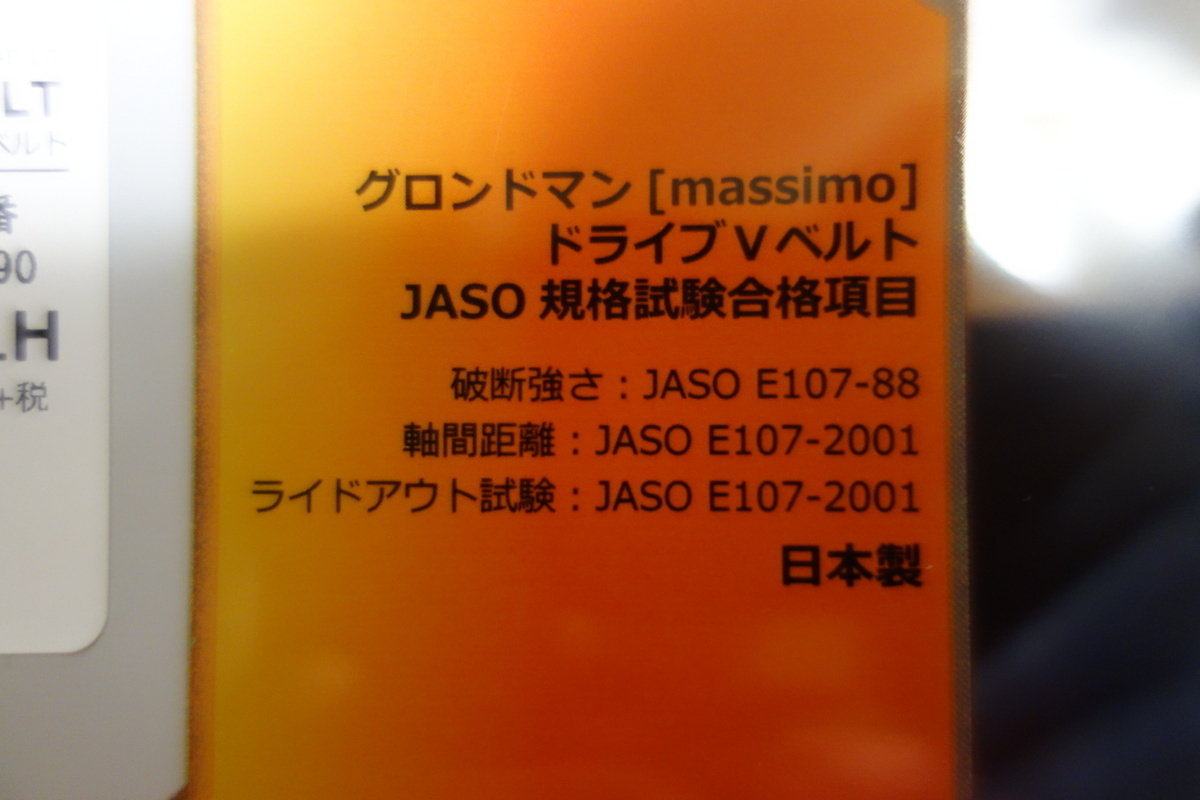 LT
ベルト
番
90
.H
+税
グロンドマン [massimo]
ドライブVベルト
JASO 規格試験合格項目
破断強さ：JASO E107-88
軸間距離：JASO E107-2001
ライドアウト試験：JASO E107-2001
日本製